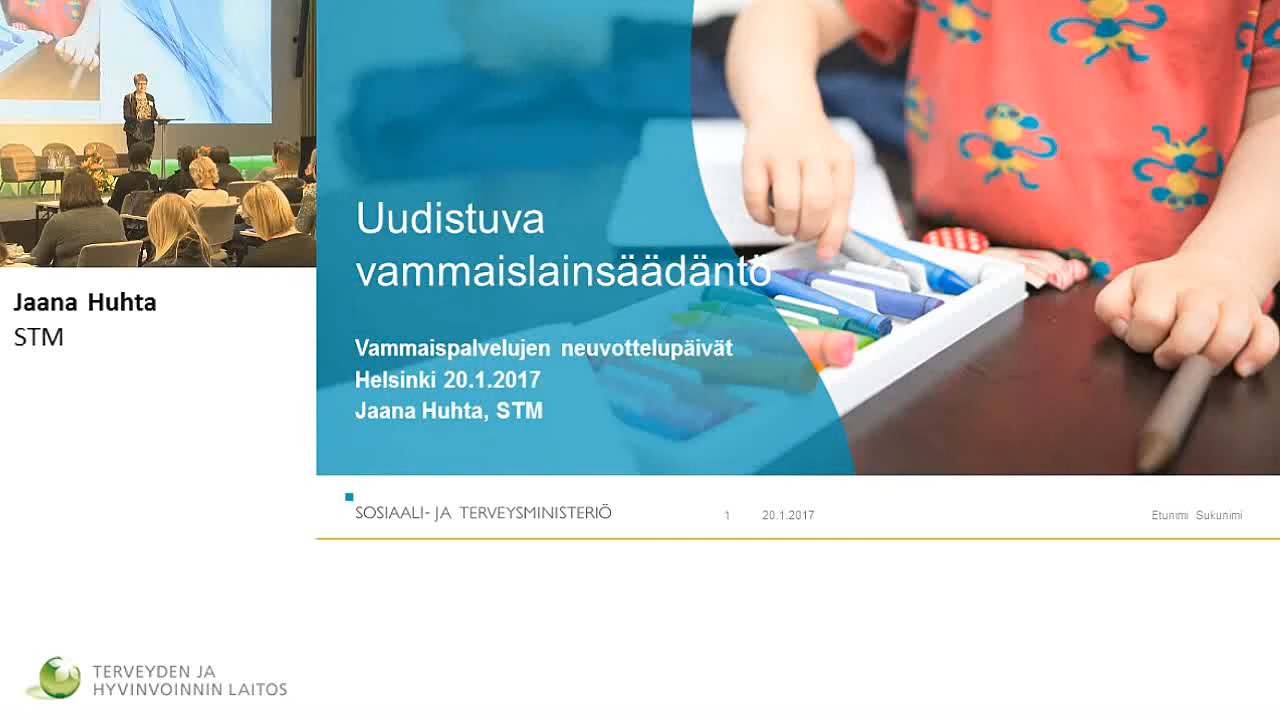 Jaana Huhta
STM
Uudistuva
vammaislainsäädäntö
Vammaispalvelujen neuvottelupäivät
Helsinki 20.1.2017
Jaana Huhta, STM
SOSIAALI- JA TERVEYSMINISTERIÖ
1
20.1.2017
Etunimi Sukunimi
TERVEYDEN JA
HYVINVOINNIN LAITOS